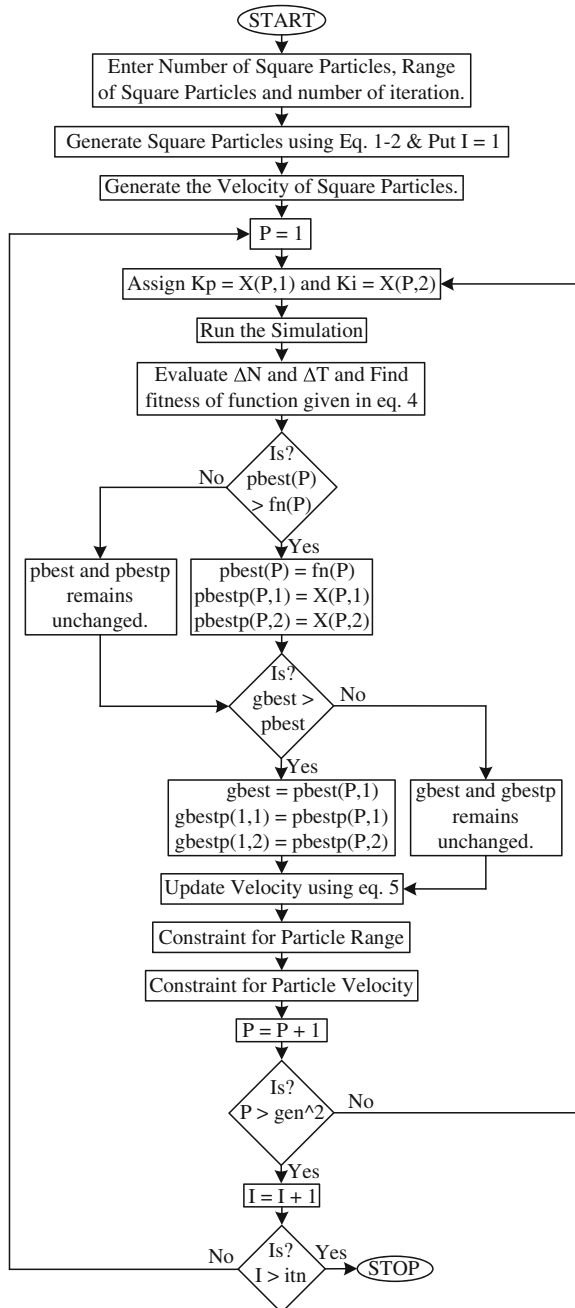 START
Enter Number of Square Particles, Range
of Square Particles and number of iteration.
Generate Square Particles using Eq. 1-2 & Put I = 1
Generate the Velocity of Square Particles.
P = 1
Assign Kp = X(P,1) and Ki = X(P,2)
Run the Simulation
Evaluate ΔN and ΔT and Find
fitness of function given in eq. 4
Is?
pbest(P)
> fn(P)
No
Yes
pbest and pbestp
remains
unchanged.
pbest(P) = fn(P)
pbestp(P,1) = X(P,1)
pbestp(P,2) = X(P,2)
Is?
gbest >
pbest
No
Yes
gbest = pbest(P,1)
gbestp(1,1) = pbestp(P,1)
gbestp(1,2) = pbestp(P,2)
gbest and gbestp
remains
unchanged.
Update Velocity using eq. 5
Constraint for Particle Range
Constraint for Particle Velocity
P = P + 1
Is?
P > gen^2
No
Yes
I = I + 1
Is?
I > itn
No
Yes
STOP